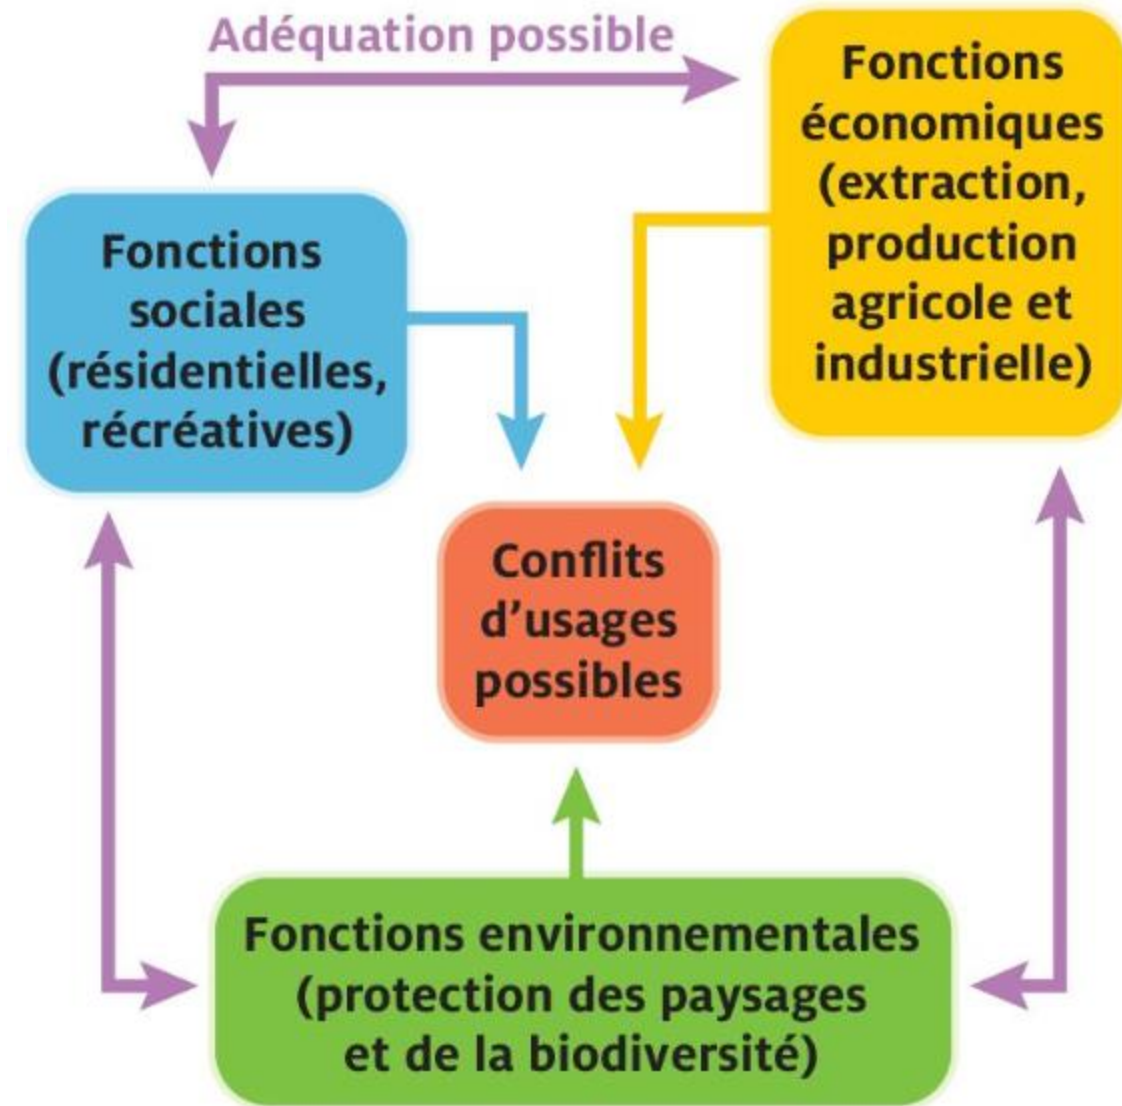 Adéquation possible
Fonctions
économiques
(extraction,
production
agricole et
industrielle)
Fonctions
sociales
(résidentielles,
récréatives)
Conflits
d’usages
possibles
Fonctions environnementales
(protection des paysages
et de la biodiversité)